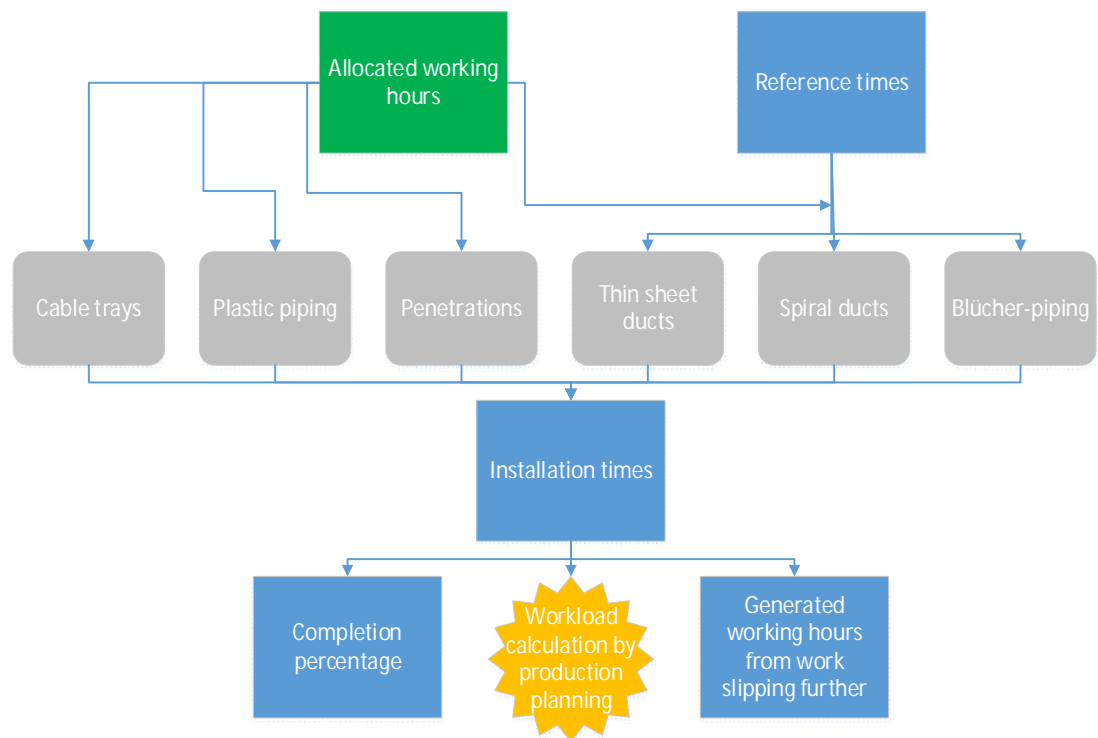 Allocated working
hours
Reference times
Cable trays
Plastic piping
Penetrations
Thin sheet
ducts
Spiral ducts
Blücher-piping
Installation times
Completion
percentage
Workload
calculation by
production
planning
Generated
working hours
from work
slipping further